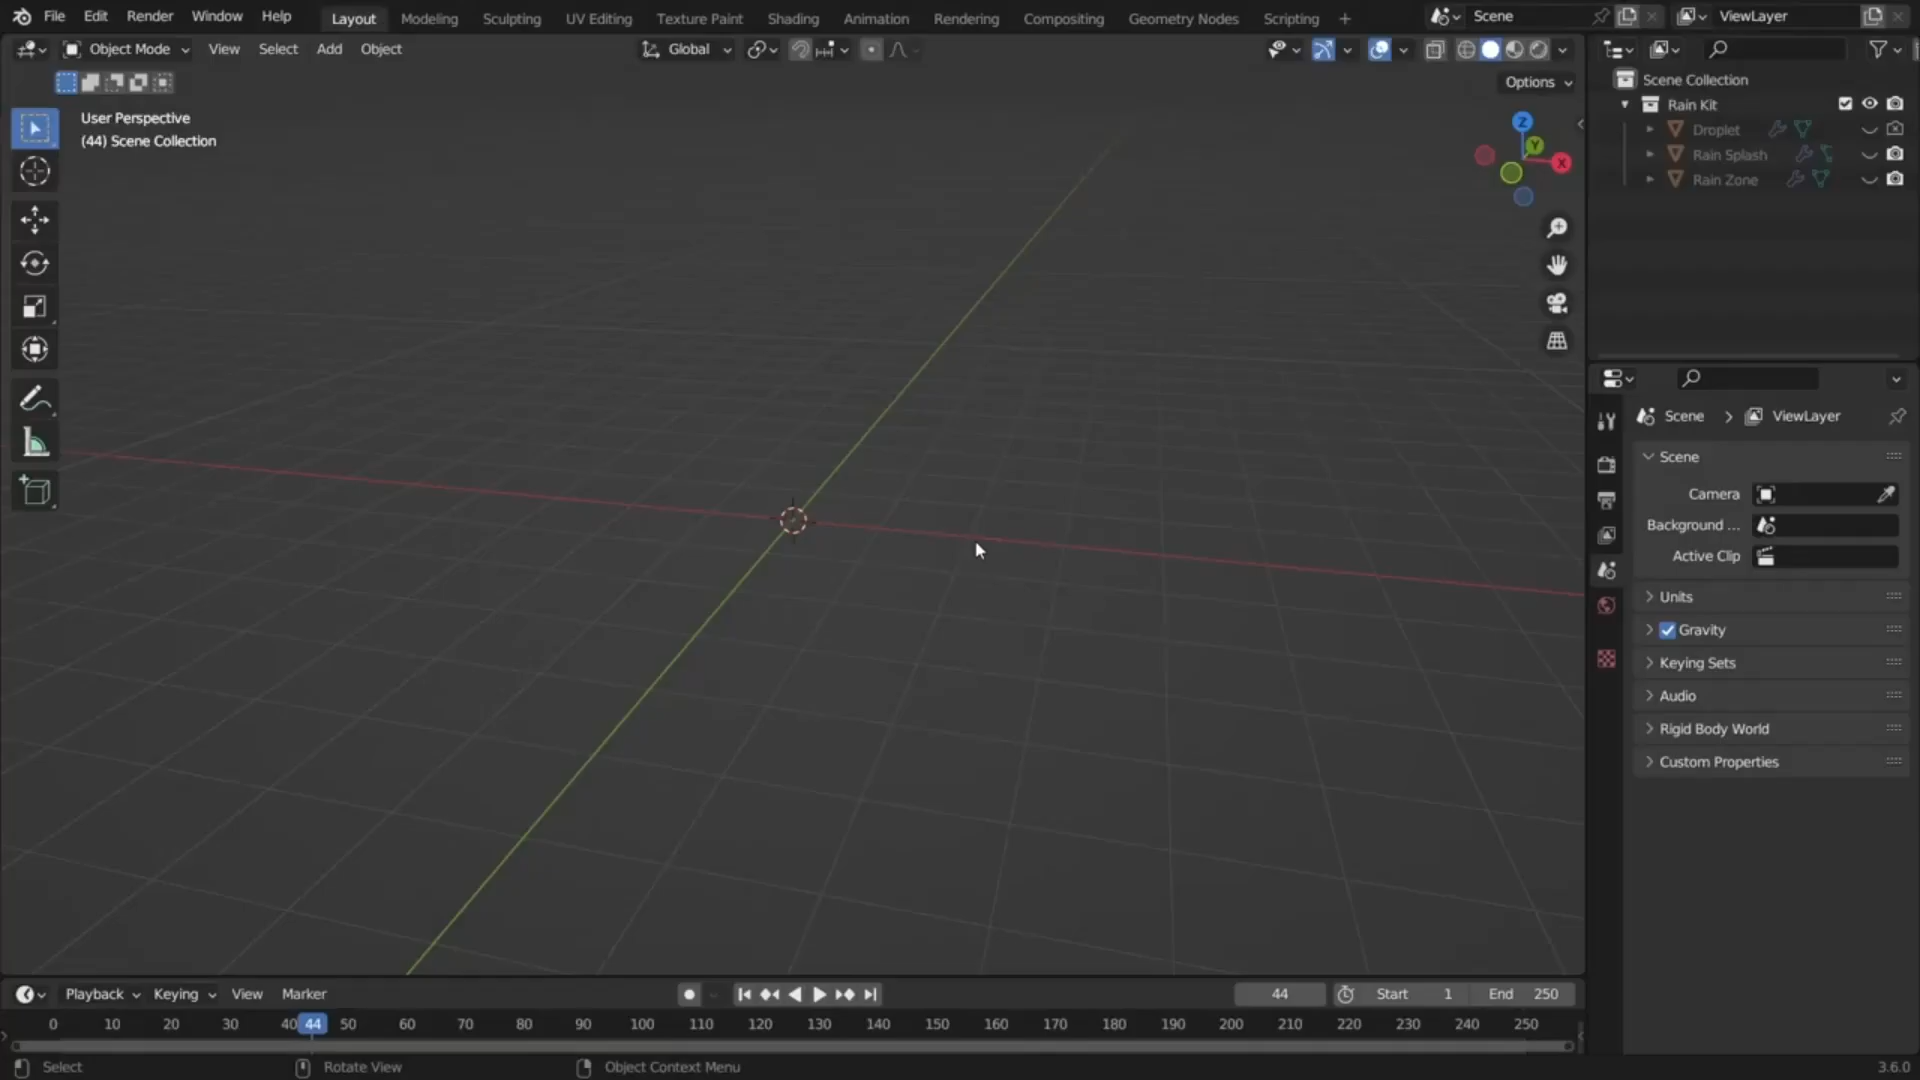 File Edit Render Window Help Layout Modeling Sculpting UV Editing Texture Paint Shading Animation Rendering Compositing Geometry Nodes Scripting + Scene ViewLayer
Object Mode View Select Add Object Global
Options
User Perspective
(44) Scene Collection
Z
Y
X
Scene Collection
Rain Kit
Droplet
Rain Splash
Rain Zone
Scene > ViewLayer
Scene
Camera
Background ...
Active Clip
Units
Gravity
Keying Sets
Audio
Rigid Body World
Custom Properties
Playback Keying View Marker 44 Start 1 End 250
0 10 20 30 40 44 50 60 70 80 90 100 110 120 130 140 150 160 170 180 190 200 210 220 230 240 250
Select Rotate View Object Context Menu 3.6.0